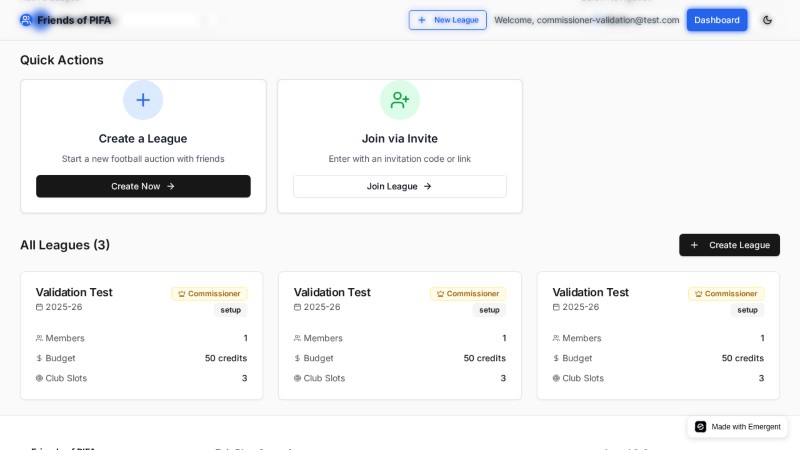 Friends of PIFA
New League
Welcome, commissioner-validation@test.com
Dashboard
Quick Actions
Create a League
Start a new football auction with friends
Create Now
Join via Invite
Enter with an invitation code or link
Join League
All Leagues (3)
Create League
Validation Test
Commissioner
2025-26
setup
Members 1
Budget 50 credits
Club Slots 3
Validation Test
Commissioner
2025-26
setup
Members 1
Budget 50 credits
Club Slots 3
Validation Test
Commissioner
2025-26
setup
Members 1
Budget 50 credits
Club Slots 3
Made with Emergent
Friends of PIFA